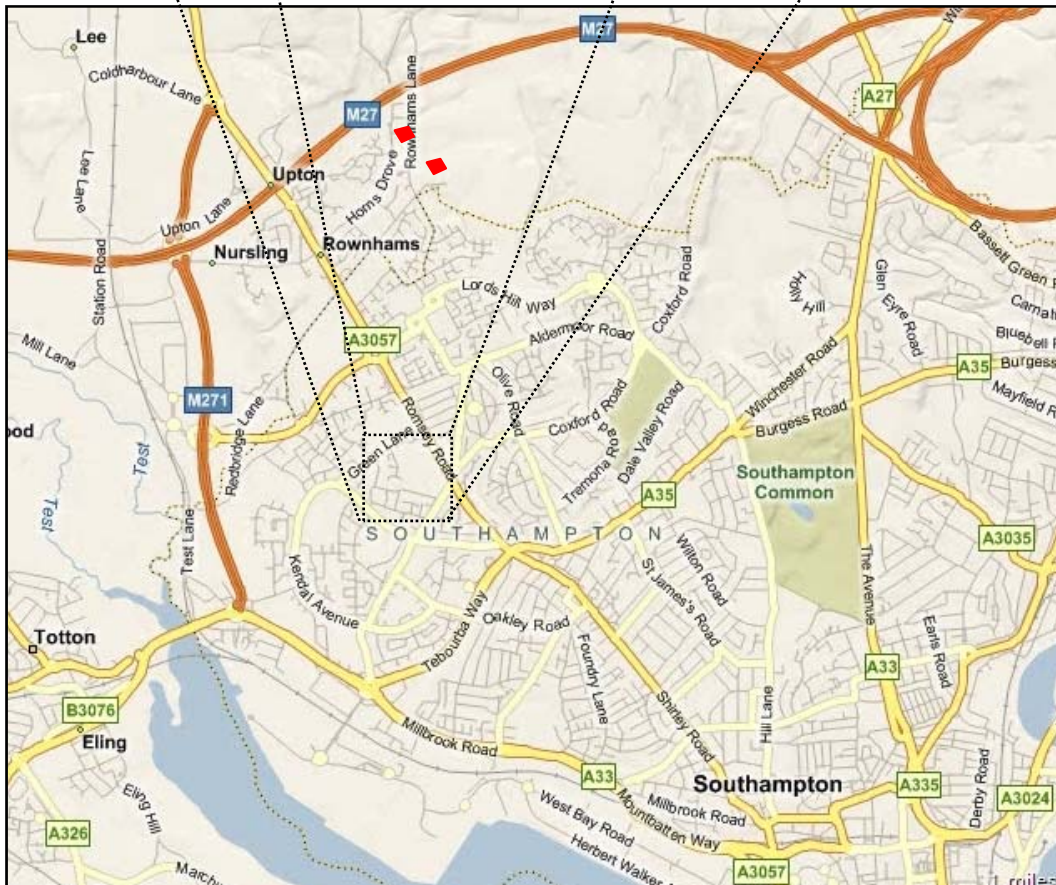 Lee
Coldharbour Lane
M27
M27
A27
Rownhams Lane
Lee Lane
Upton
Horns Drove
Upton Lane
Nursling
Rownhams
Station Road
Bassett Green
Lords Hill Way
Coxford Road
Holly Hill
Glen Eyre Road
Mill Lane
A3057
Aldermoor Road
Winchester Road
A35
Burgess
Mayfield
M271
Redbridge Lane
Romsey Road
Olive Road
Coxford Road
Burgess Road
Green Lane
Tremona Road
Dale Valley Road
Southampton
Common
Test
Test
A35
SOUTHAMPTON
A3035
Test Lane
Kendal Avenue
Wilton Road
St James's Road
The Avenue
Tebourba Way
Oakley Road
Totton
Foundry Lane
Earls Road
A33
B3076
Eling
Millbrook Road
Shirley Road
Hill Lane
A33
Southampton
A335
Derby Road
A3024
Eling Hill
A326
West Bay Road
Millbrook Road
Mountbatten Way
Herbert Walker
A3057
miles